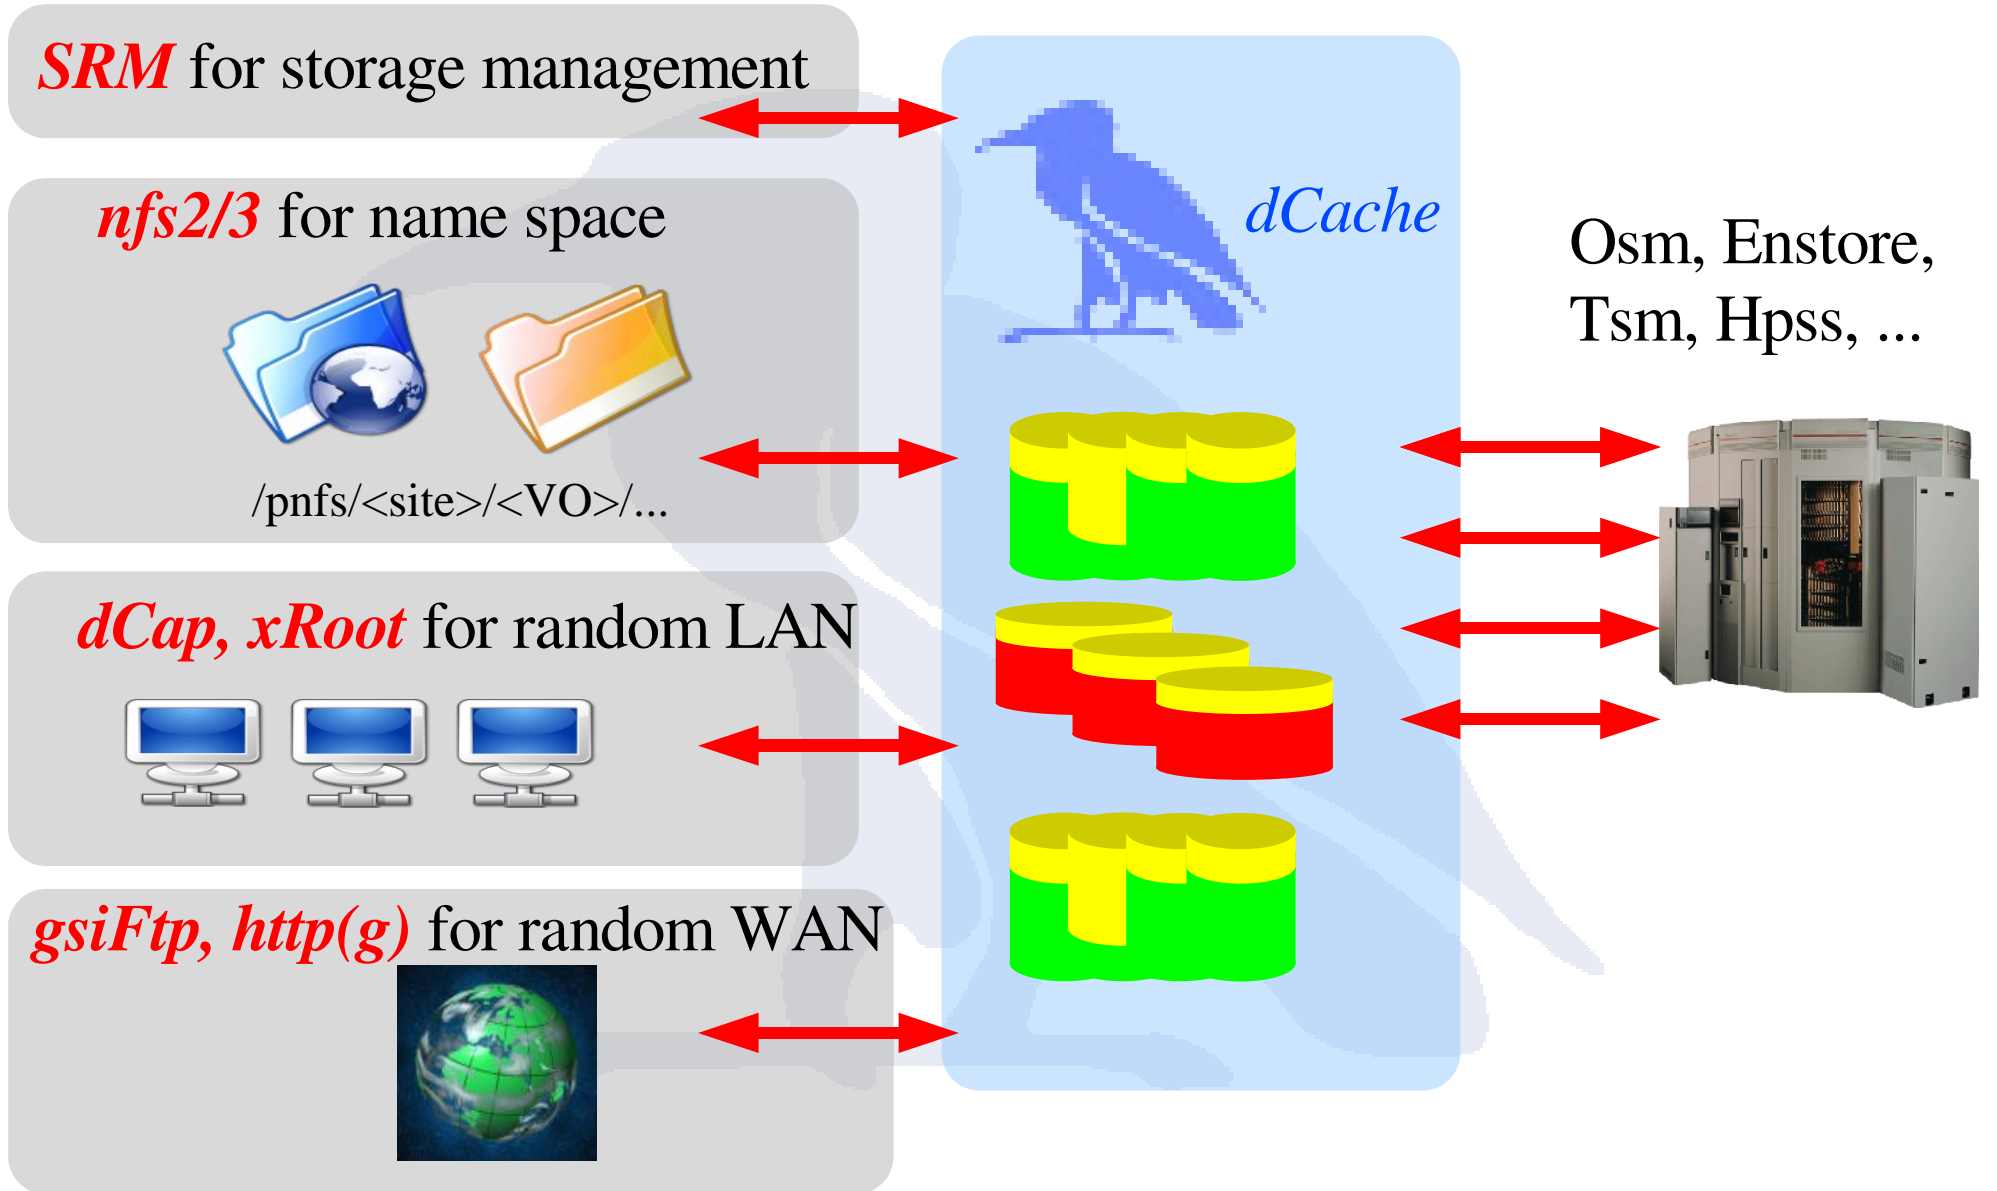 SRM for storage management
nfs2/3 for name space
/pnfs/<site>/<VO>/...
dCap, xRoot for random LAN
gsiFtp, http(g) for random WAN
dCache
Osm, Enstore,
Tsm, Hpss, ...